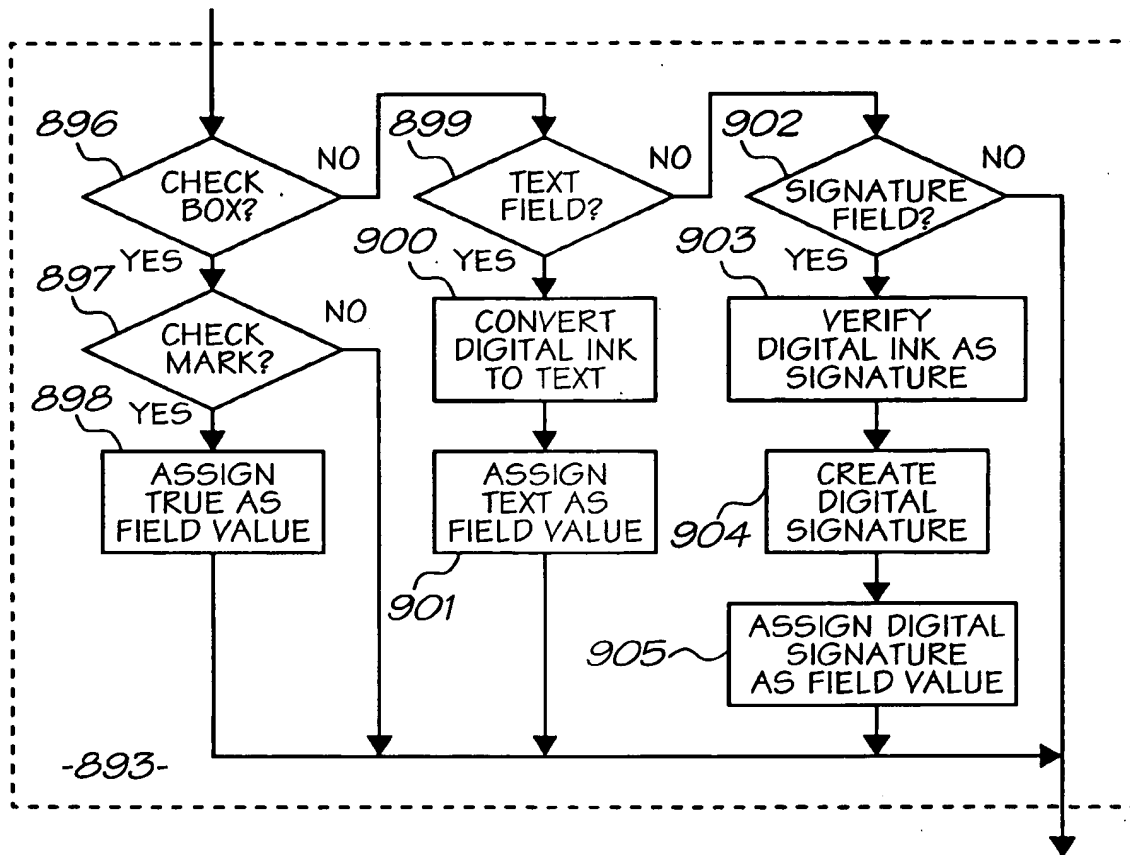 896
CHECK
BOX?
NO
YES
897
CHECK
MARK?
NO
YES
898
ASSIGN
TRUE AS
FIELD VALUE
899
TEXT
FIELD?
NO
YES
900
CONVERT
DIGITAL INK
TO TEXT
ASSIGN
TEXT AS
FIELD VALUE
901
902
SIGNATURE
FIELD?
NO
YES
903
VERIFY
DIGITAL INK AS
SIGNATURE
CREATE
DIGITAL
SIGNATURE
904
ASSIGN DIGITAL
SIGNATURE
AS FIELD VALUE
905
-893-